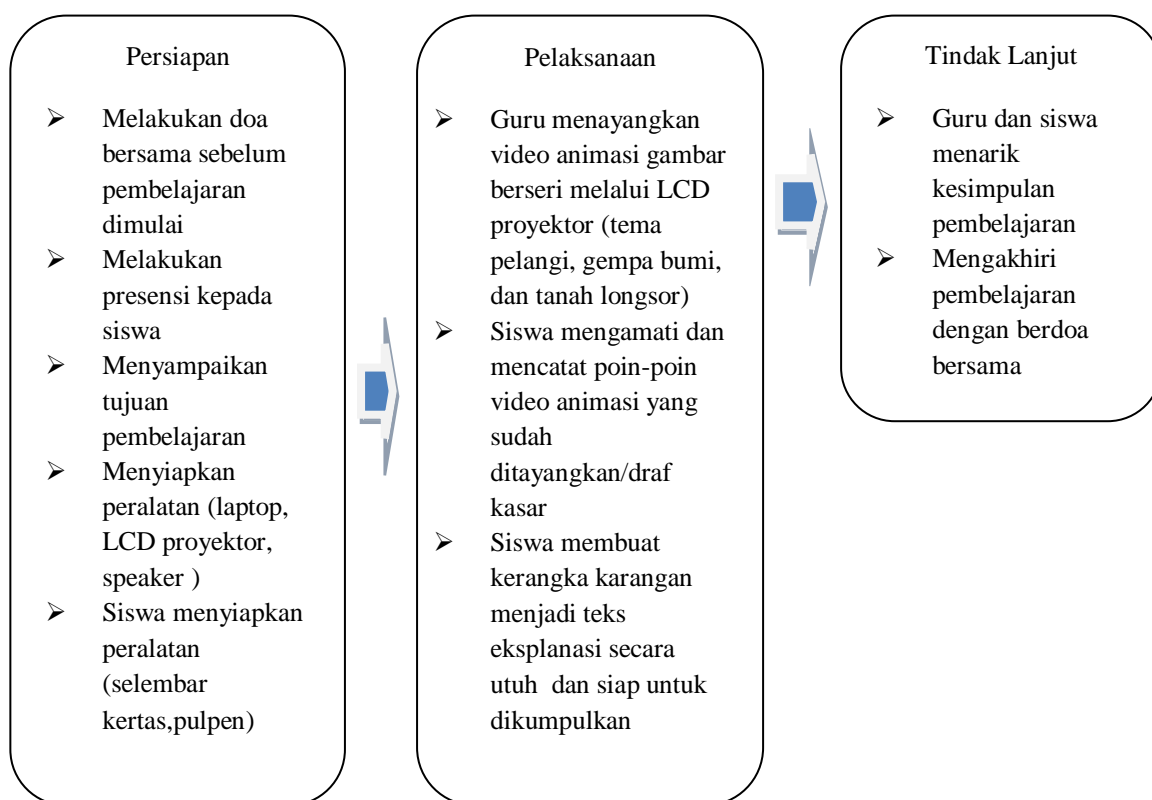 Persiapan
➢ Melakukan doa
bersama sebelum
pembelajaran
dimulai
➢ Melakukan
presensi kepada
siswa
➢ Menyampaikan
tujuan
pembelajaran
➢ Menyiapkan
peralatan (laptop,
LCD proyektor,
speaker )
➢ Siswa menyiapkan
peralatan
(selembar
kertas,pulpen)
Pelaksanaan
➢ Guru menayangkan
video animasi gambar
berseri melalui LCD
proyektor (tema
pelangi, gempa bumi,
dan tanah longsor)
➢ Siswa mengamati dan
mencatat poin-poin
video animasi yang
sudah
ditayangkan/draf
kasar
➢ Siswa membuat
kerangka karangan
menjadi teks
eksplanasi secara
utuh  dan siap untuk
dikumpulkan
Tindak Lanjut
➢ Guru dan siswa
menarik
kesimpulan
pembelajaran
➢ Mengakhiri
pembelajaran
dengan berdoa
bersama